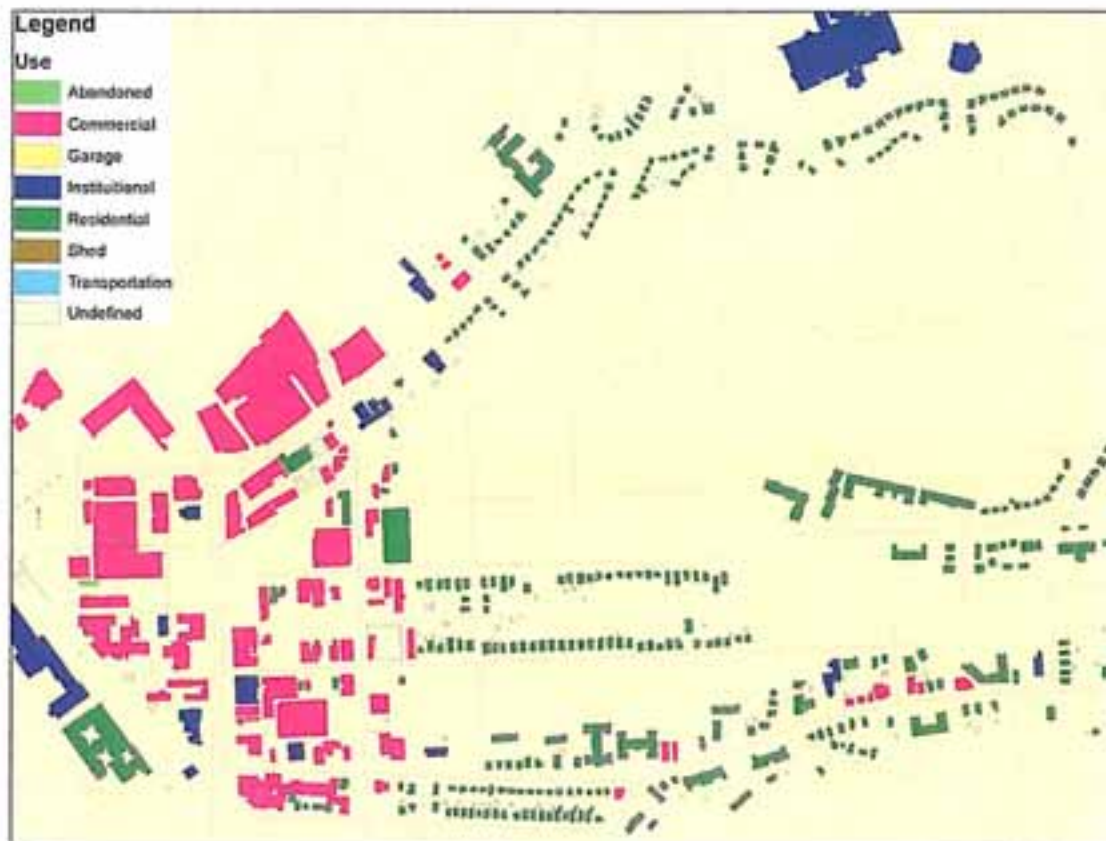 Legend
Use
Abandoned
Commercial
Garage
Institutional
Residential
Shed
Transportation
Undefined